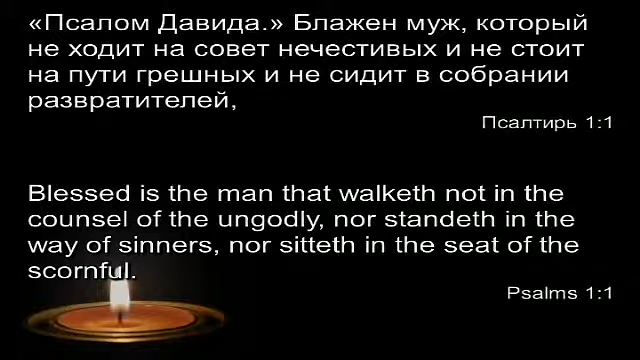 «Псалом Давида.» Блажен муж, который
не ходит на совет нечестивых и не стоит
на пути грешных и не сидит в собрании
развратителей,
Псалтирь 1:1
Blessed is the man that walketh not in the
counsel of the ungodly, nor standeth in the
way of sinners, nor sitteth in the seat of the
scornful.
Psalms 1:1